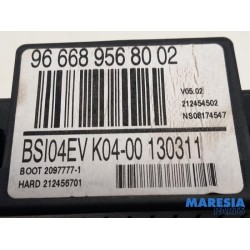 96 668 956 80 02
V05.02
212454502
NS08174547
BSI04EV K04-00 130311
BOOT 2097777-1
HARD 212456701
MARESIA
PARTS